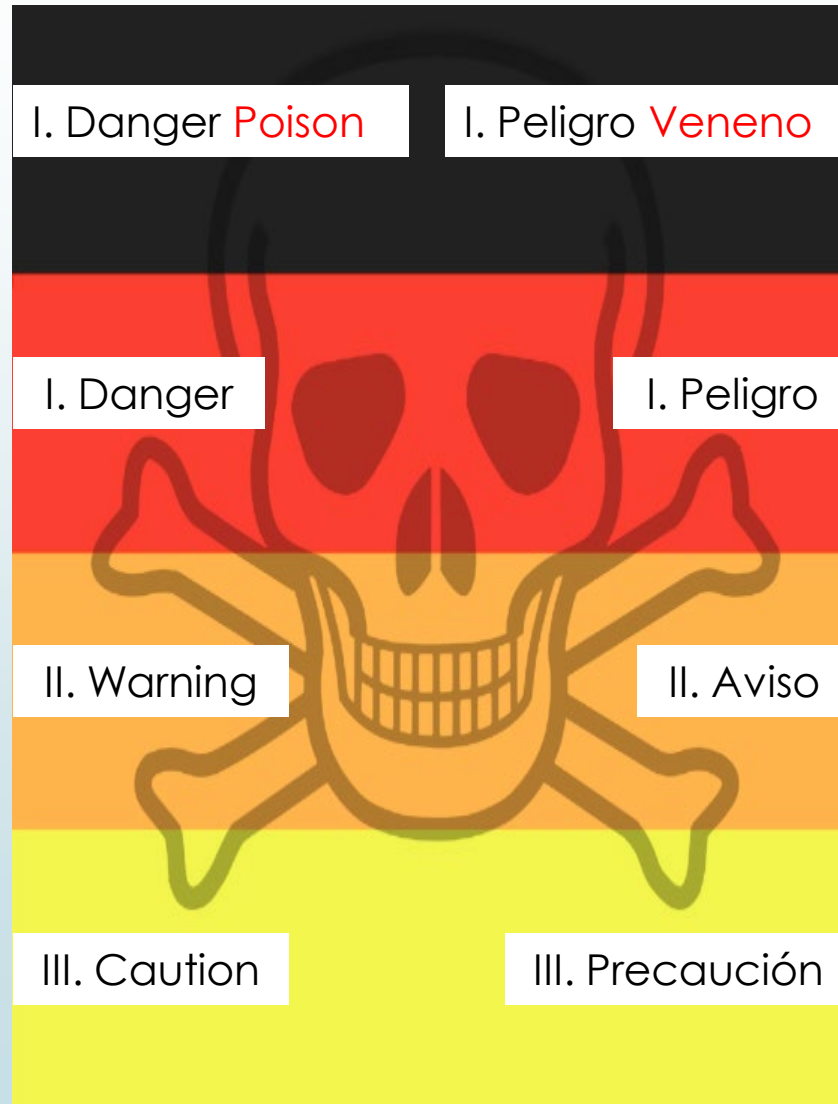 I. Danger Poison
I. Peligro Veneno
I. Danger
I. Peligro
II. Warning
II. Aviso
III. Caution
III. Precaución